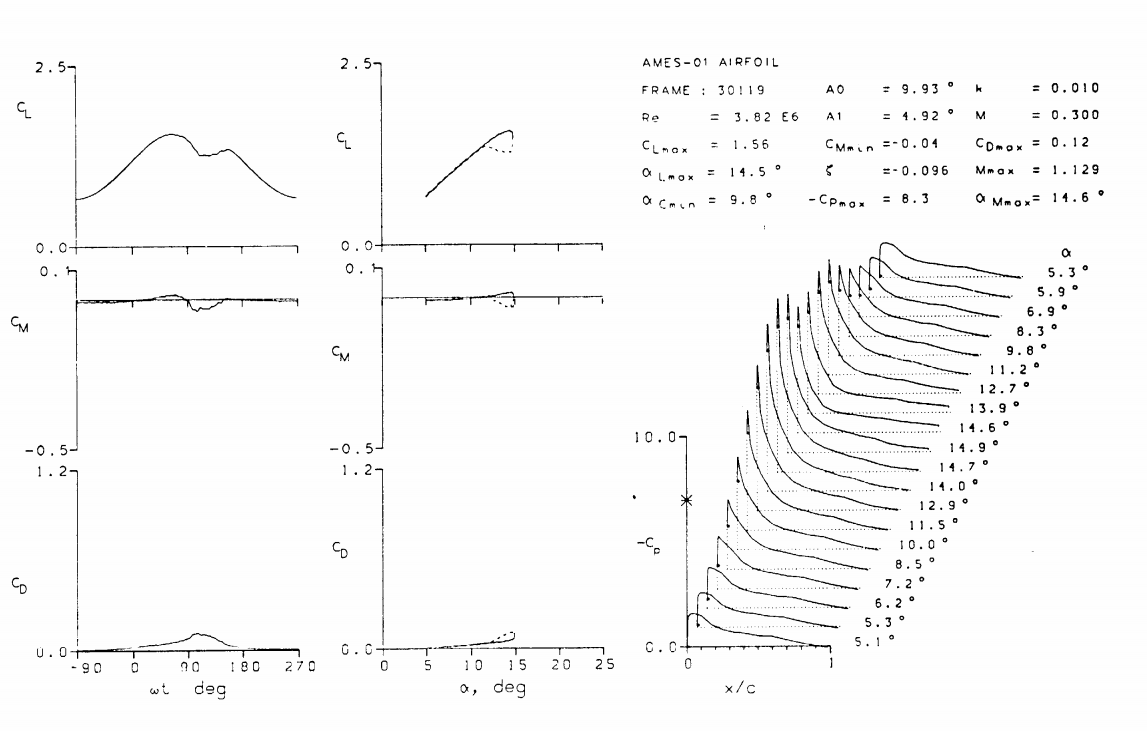 AMES-01 AIRFOIL
FRAME : 30119 A0 = 9.93 ° k = 0.010
Re = 3.82 E6 A1 = 4.92 ° M = 0.300
CLmax = 1.56 CMmin =-0.04 CDmax = 0.12
αLmax = 14.5 ° ζ =-0.096 Mmax = 1.129
αCmin = 9.8 ° -Cpmax = 8.3 αMmax= 14.6 °
2.5
CL
0.0
0.1
CM
-0.5
1.2
CD
0.0
-90 0 90 180 270
ωt deg
2.5
CL
0.0
0.1
CM
-0.5
1.2
CD
0.0
0 5 10 15 20 25
α, deg
α
5.3 °
5.9 °
6.9 °
8.3 °
9.8 °
11.2 °
12.7 °
13.9 °
14.6 °
14.9 °
14.7 °
14.0 °
12.9 °
11.5 °
10.0 °
8.5 °
7.2 °
6.2 °
5.3 °
5.1 °
10.0
-Cp
0.0
0 1
x/c